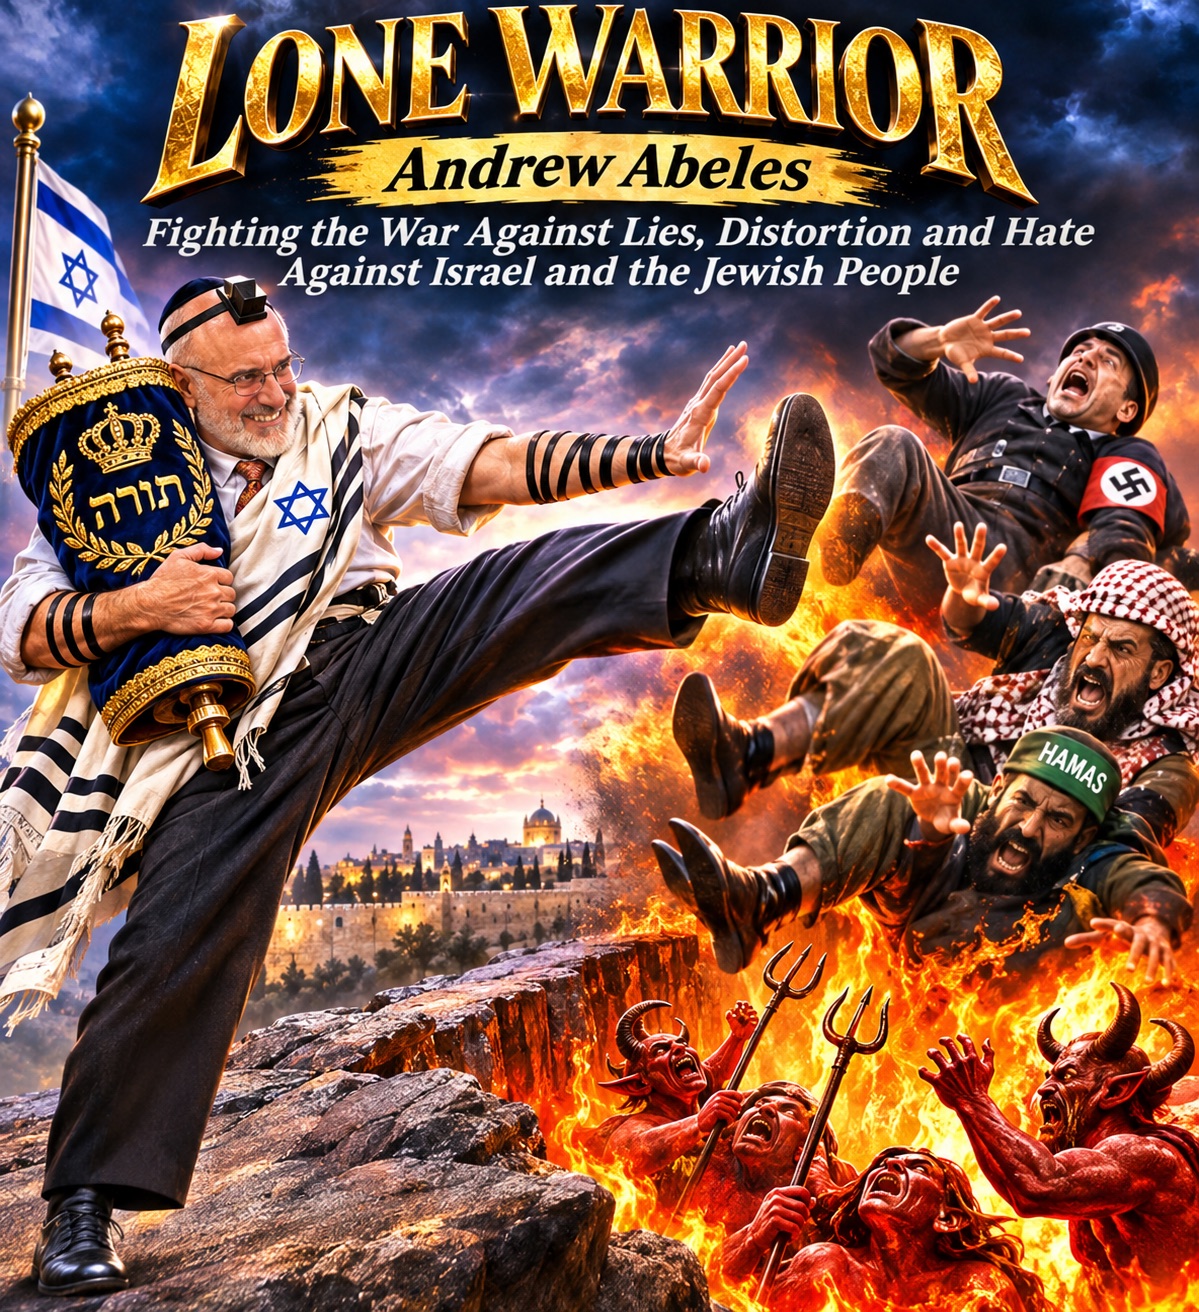 LONE WARRIOR
Andrew Abeles
Fighting the War Against Lies, Distortion and Hate
Against Israel and the Jewish People
תורה
HAMAS